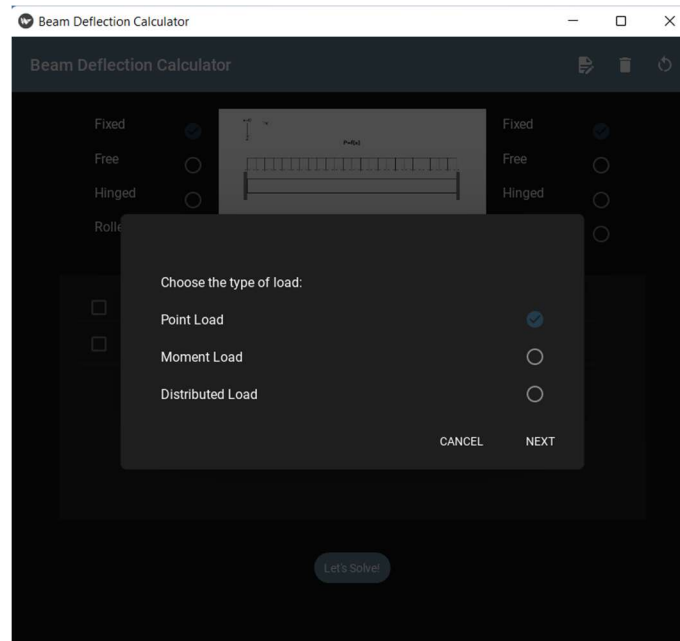 Beam Deflection Calculator
Beam Deflection Calculator
Fixed
Fixed
P=f(x)
Free
Free
Hinged
Hinged
Rolle
Choose the type of load:
Point Load
Moment Load
Distributed Load
CANCEL NEXT
Let's Solve!